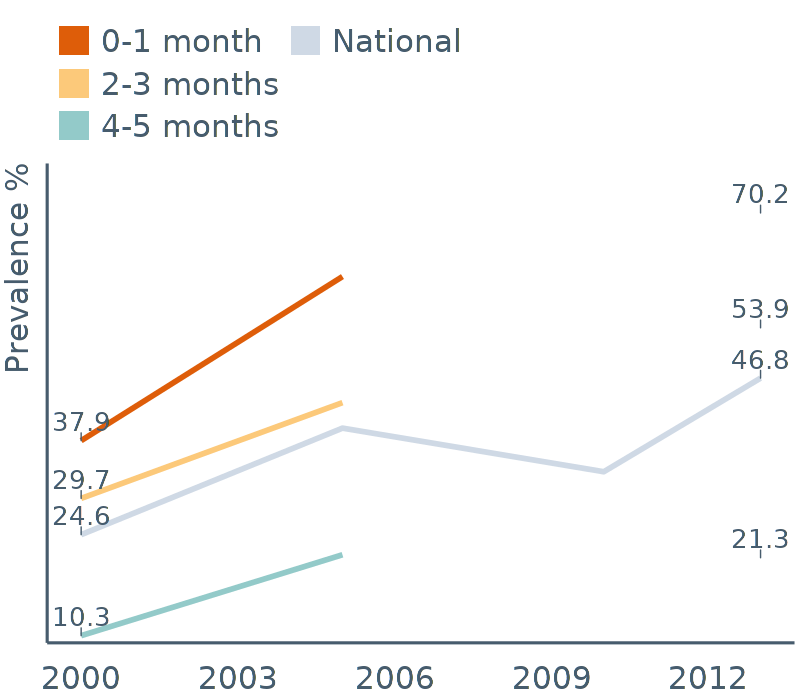 0-1 month
National
2-3 months
4-5 months
Prevalence %
70.2
53.9
46.8
37.9
29.7
24.6
21.3
10.3
2000 2003 2006 2009 2012